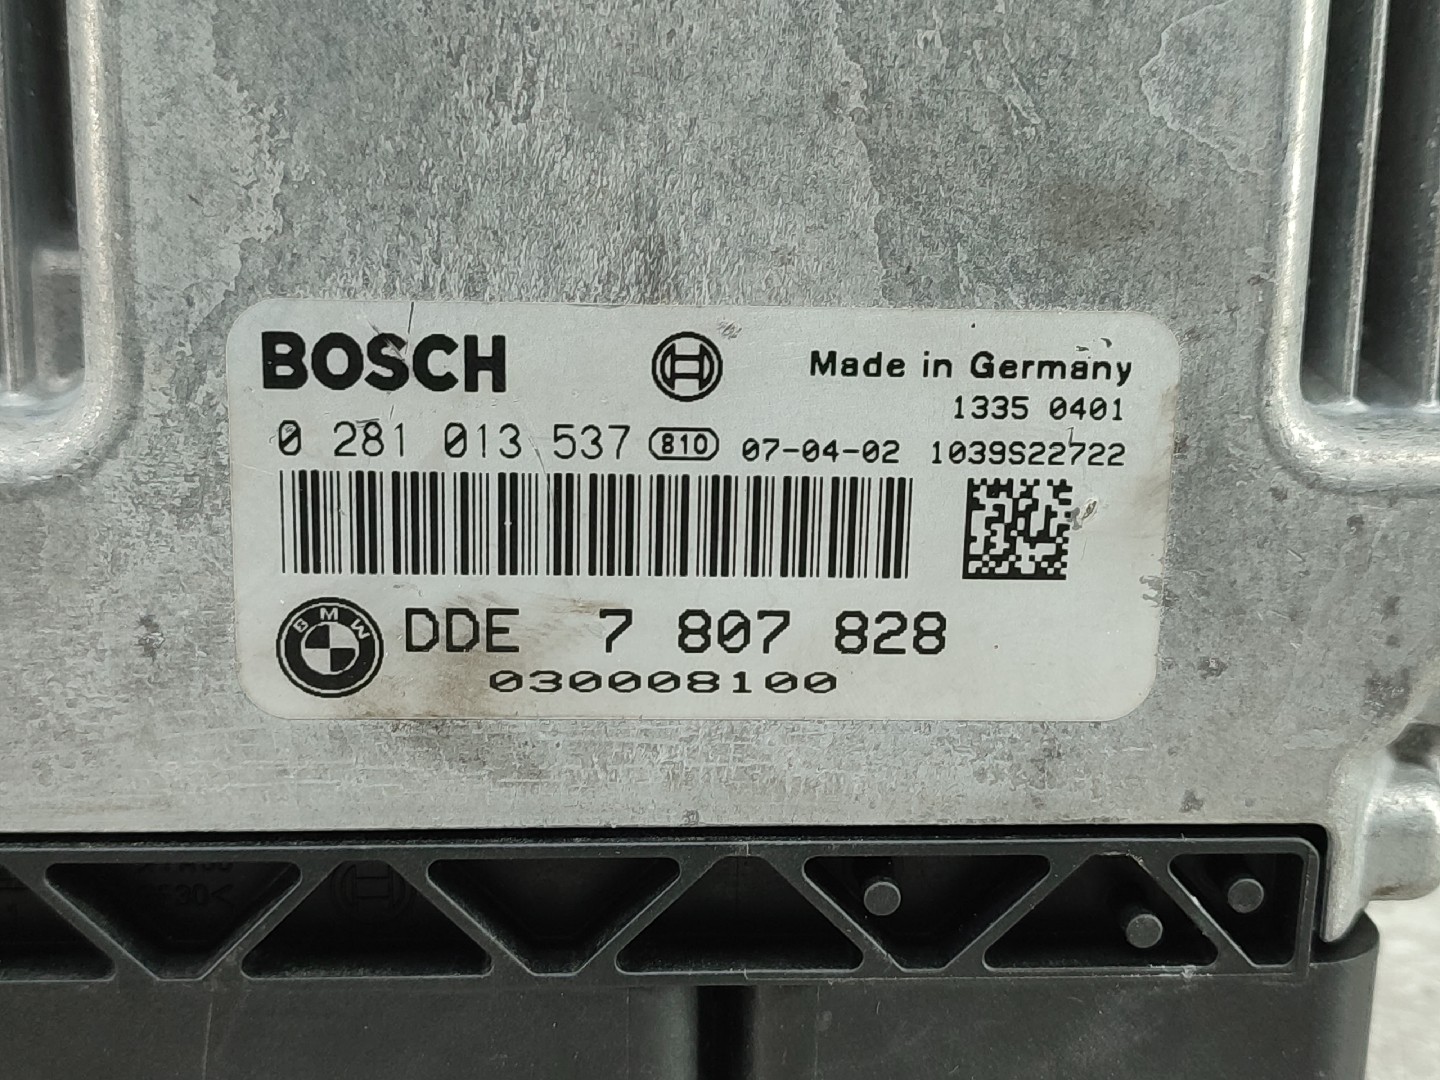 BOSCH
Made in Germany
1335 0401
0 281 013 537 810 07-04-02 1039S22722
BMW
DDE 7 807 828
030008100